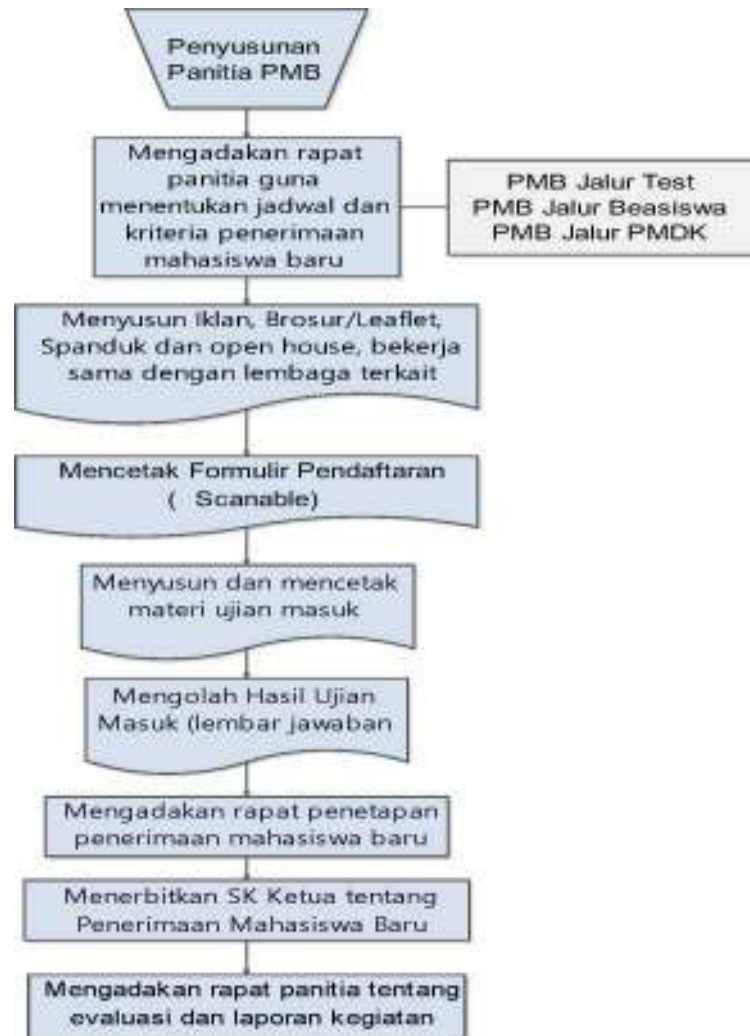 Penyusunan
Panitia PMB
Mengadakan rapat
panitia guna
menentukan jadwal dan
kriteria penerimaan
mahasiswa baru
PMB Jalur Test
PMB Jalur Beasiswa
PMB Jalur PMDK
Menyusun Iklan, Brosur/Leaflet,
Spanduk dan open house, bekerja
sama dengan lembaga terkait
Mencetak Formulir Pendaftaran
( Scanable)
Menyusun dan mencetak
materi ujian masuk
Mengolah Hasil Ujian
Masuk (lembar jawaban
Mengadakan rapat penetapan
penerimaan mahasiswa baru
Menerbitkan SK Ketua tentang
Penerimaan Mahasiswa Baru
Mengadakan rapat panitia tentang
evaluasi dan laporan kegiatan